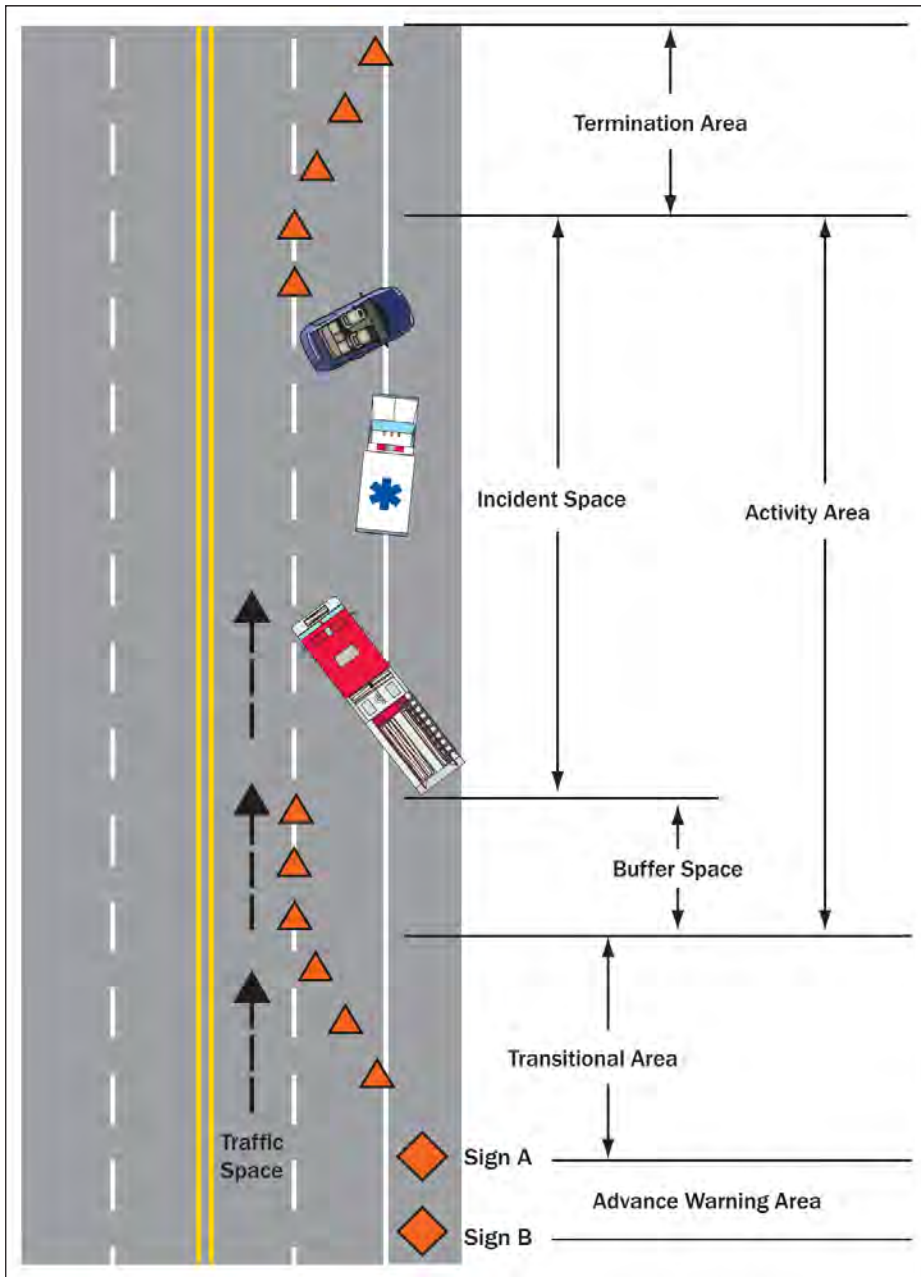 Termination Area
Incident Space
Activity Area
Buffer Space
Transitional Area
Traffic
Space
Sign A
Advance Warning Area
Sign B